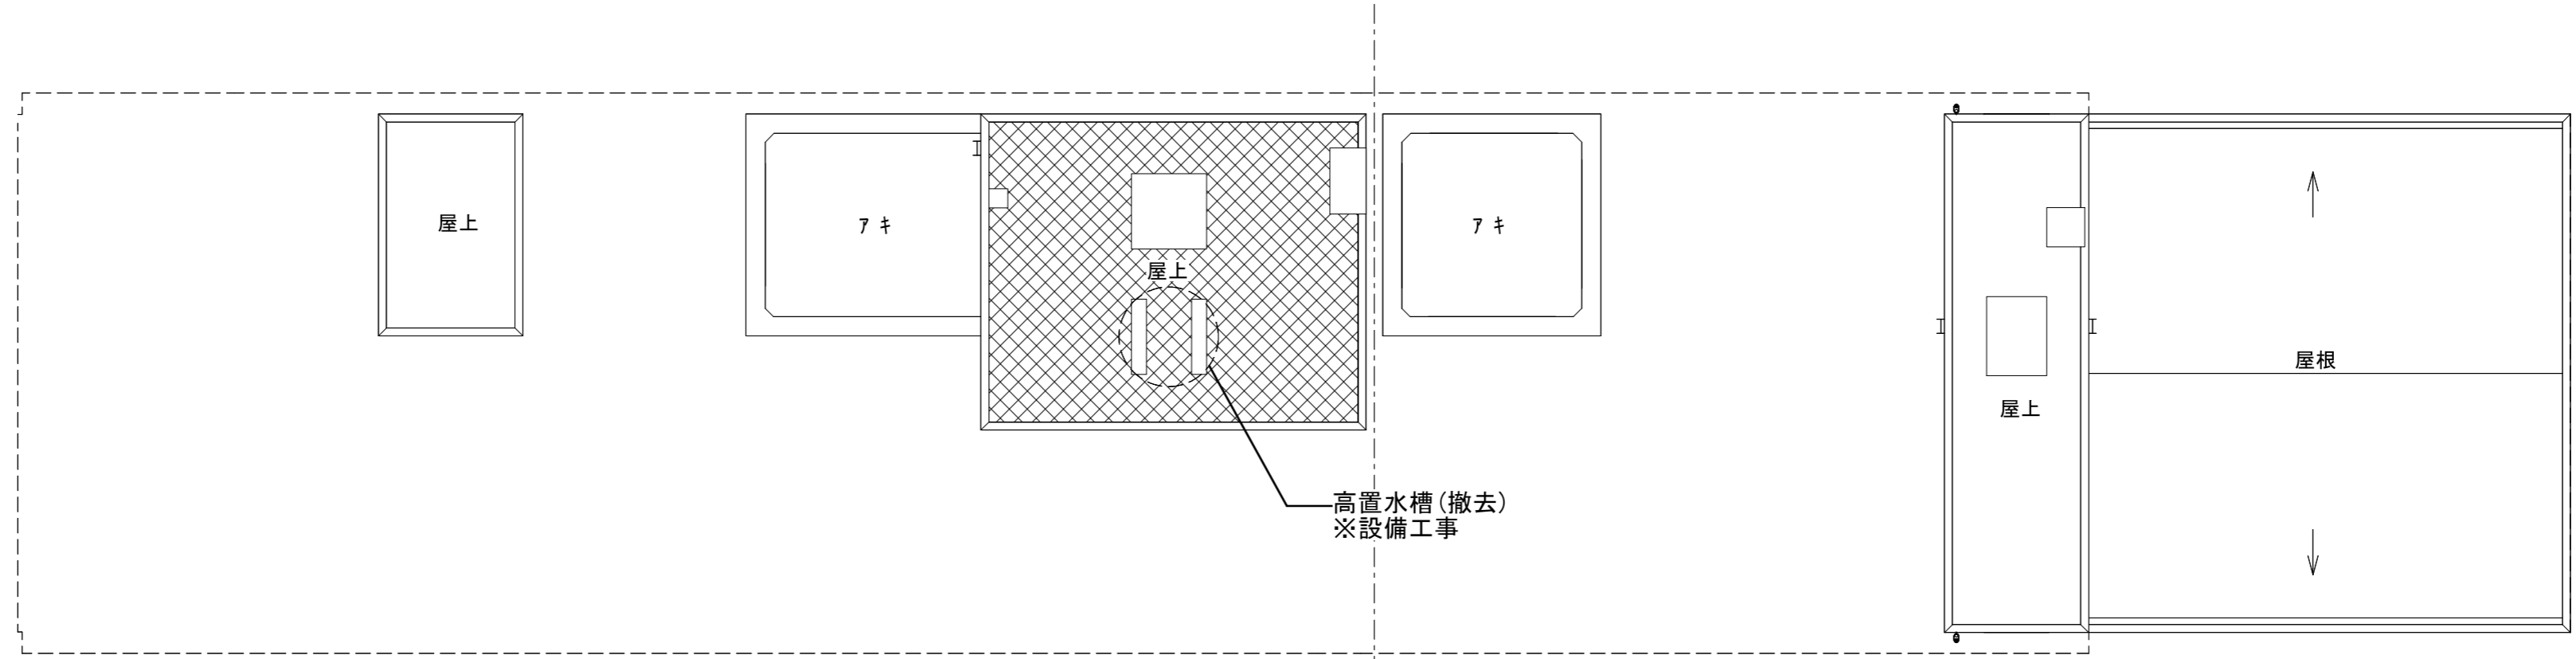 屋上
アキ
屋上
アキ
屋上
屋根
高置水槽(撤去)
※設備工事